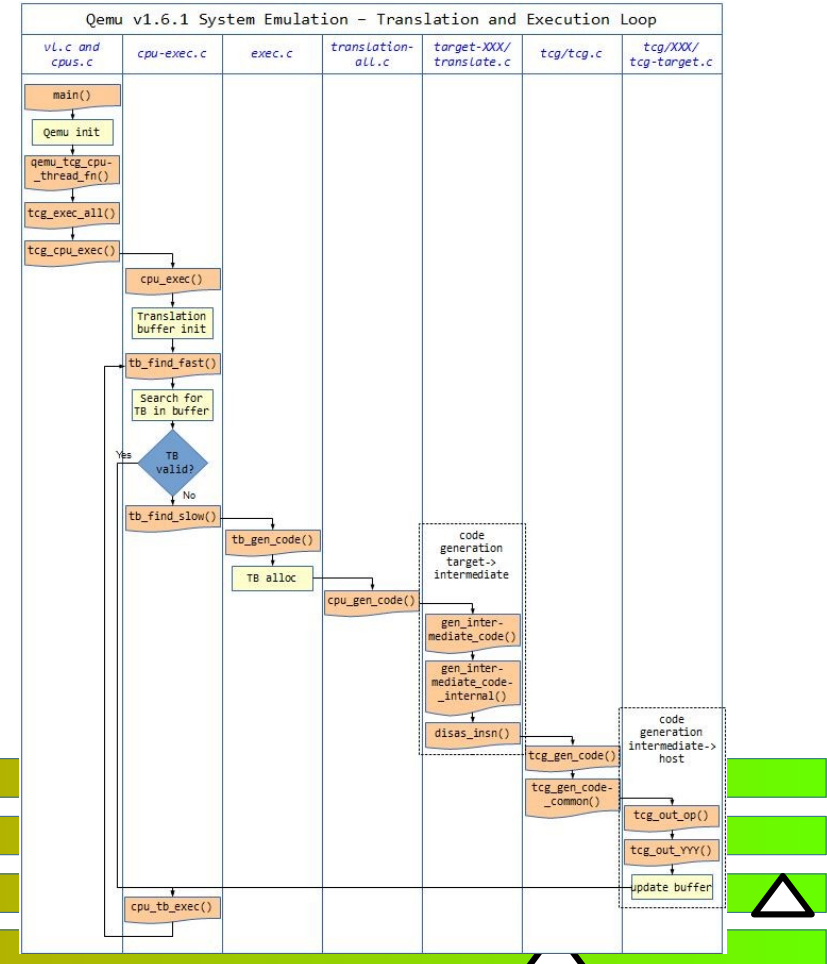 Qemu v1.6.1 System Emulation – Translation and Execution Loop
vl.c and
cpus.c
cpu-exec.c
exec.c
translation-
all.c
target-XXX/
translate.c
tcg/tcg.c
tcg/XXX/
tcg-target.c
main()
Qemu init
qemu_tcg_cpu-
_thread_fn()
tcg_exec_all()
tcg_cpu_exec()
cpu_exec()
Translation
buffer init
tb_find_fast()
Search for
TB in buffer
Yes
TB
valid?
No
tb_find_slow()
tb_gen_code()
TB alloc
cpu_gen_code()
code
generation
target->
intermediate
gen_inter-
mediate_code()
gen_inter-
mediate_code-
_internal()
disas_insn()
tcg_gen_code()
tcg_gen_code-
_common()
code
generation
intermediate->
host
tcg_out_op()
tcg_out_YYY()
update buffer
cpu_tb_exec()